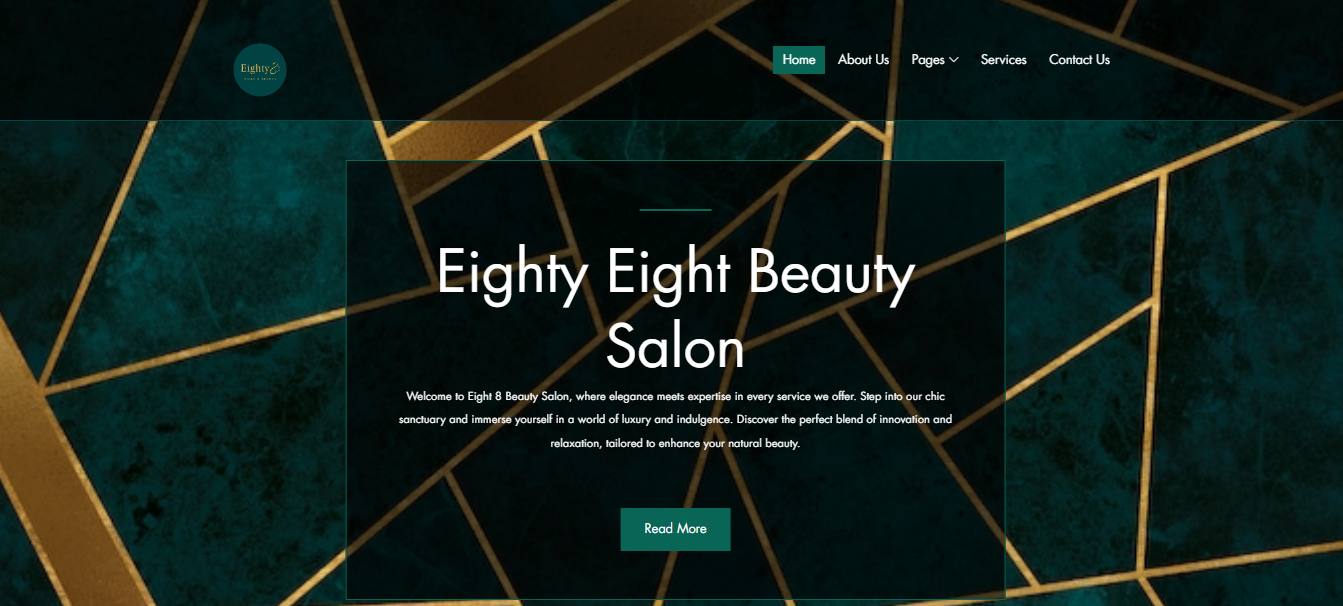 Eighty8
Home About Us Pages Services Contact Us
Eighty Eight Beauty
Salon
Welcome to Eight 8 Beauty Salon, where elegance meets expertise in every service we offer. Step into our chic
sanctuary and immerse yourself in a world of luxury and indulgence. Discover the perfect blend of innovation and
relaxation, tailored to enhance your natural beauty.
Read More